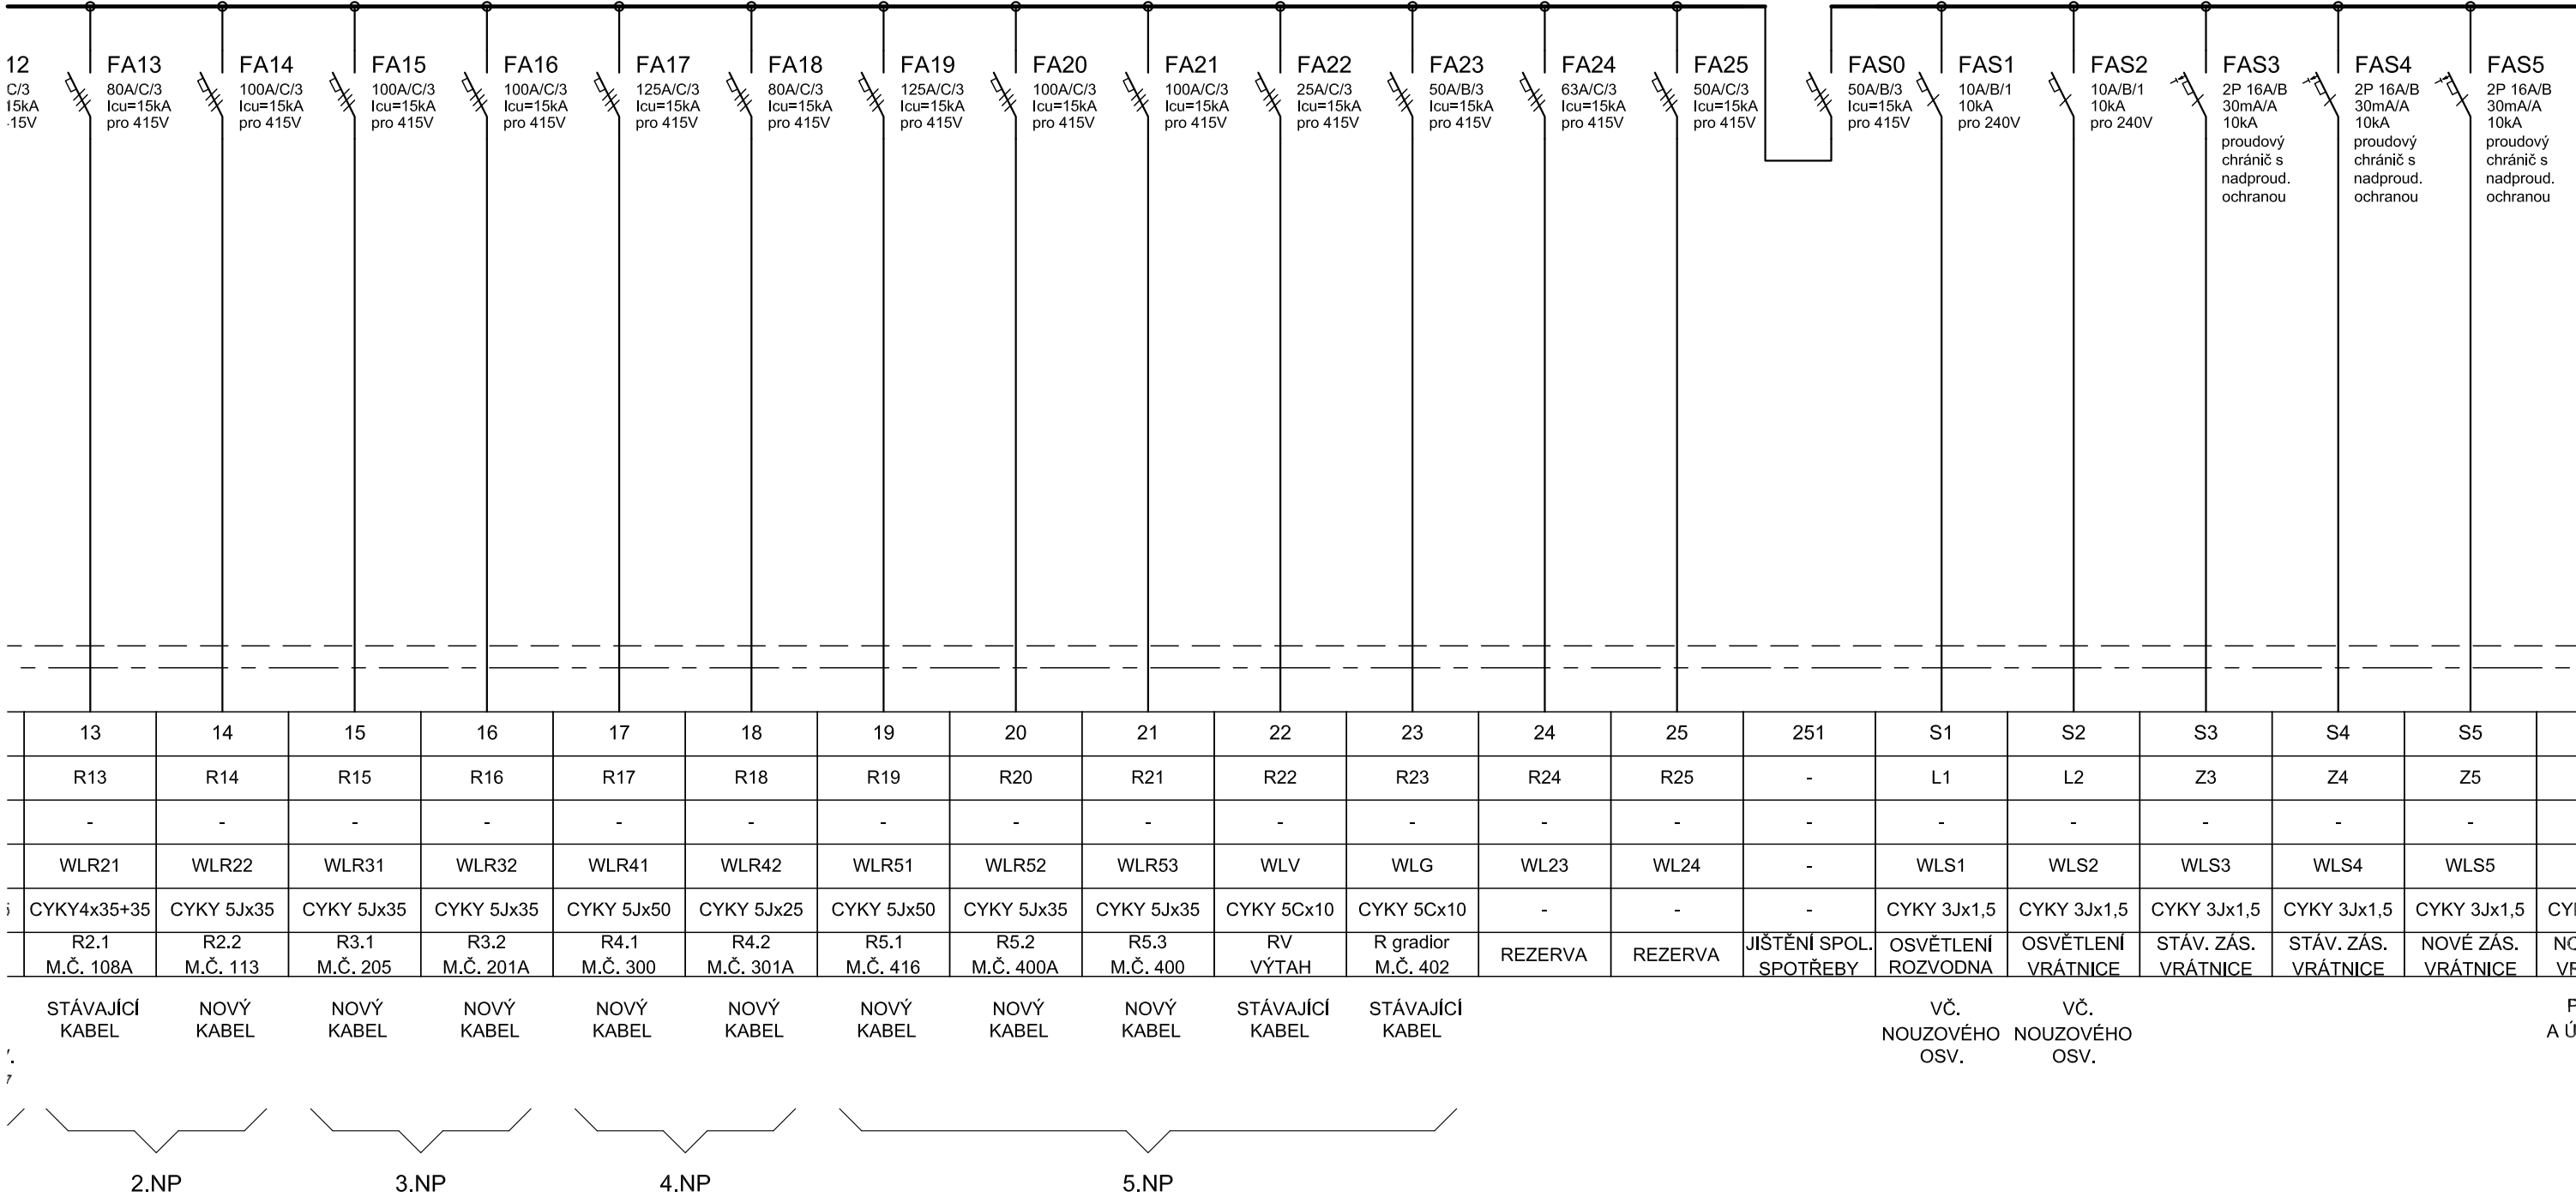 12
C/3
15kA
415V
FA13
80A/C/3
Icu=15kA
pro 415V
FA14
100A/C/3
Icu=15kA
pro 415V
FA15
100A/C/3
Icu=15kA
pro 415V
FA16
100A/C/3
Icu=15kA
pro 415V
FA17
125A/C/3
Icu=15kA
pro 415V
FA18
80A/C/3
Icu=15kA
pro 415V
FA19
125A/C/3
Icu=15kA
pro 415V
FA20
100A/C/3
Icu=15kA
pro 415V
FA21
100A/C/3
Icu=15kA
pro 415V
FA22
25A/C/3
Icu=15kA
pro 415V
FA23
50A/B/3
Icu=15kA
pro 415V
FA24
63A/C/3
Icu=15kA
pro 415V
FA25
50A/C/3
Icu=15kA
pro 415V
FAS0
50A/B/3
Icu=15kA
pro 415V
FAS1
10A/B/1
10kA
pro 240V
FAS2
10A/B/1
10kA
pro 240V
FAS3
2P 16A/B
30mA/A
10kA
proudový
chránič s
nadproud.
ochranou
FAS4
2P 16A/B
30mA/A
10kA
proudový
chránič s
nadproud.
ochranou
FAS5
2P 16A/B
30mA/A
10kA
proudový
chránič s
nadproud.
ochranou
13 14 15 16 17 18 19 20 21 22 23 24 25 251 S1 S2 S3 S4 S5
R13 R14 R15 R16 R17 R18 R19 R20 R21 R22 R23 R24 R25 - L1 L2 Z3 Z4 Z5
- - - - - - - - - - - - - - - - - - -
WLR21 WLR22 WLR31 WLR32 WLR41 WLR42 WLR51 WLR52 WLR53 WLV WLG WL23 WL24 - WLS1 WLS2 WLS3 WLS4 WLS5
CYKY4x35+35 CYKY 5Jx35 CYKY 5Jx35 CYKY 5Jx35 CYKY 5Jx50 CYKY 5Jx25 CYKY 5Jx50 CYKY 5Jx35 CYKY 5Jx35 CYKY 5Cx10 CYKY 5Cx10 - - - CYKY 3Jx1,5 CYKY 3Jx1,5 CYKY 3Jx1,5 CYKY 3Jx1,5 CYKY 3Jx1,5
R2.1 R2.2 R3.1 R3.2 R4.1 R4.2 R5.1 R5.2 R5.3 RV R gradior REZERVA REZERVA JIŠTĚNÍ SPOL. OSVĚTLENÍ OSVĚTLENÍ STÁV. ZÁS. STÁV. ZÁS. NOVÉ ZÁS.
M.Č. 108A M.Č. 113 M.Č. 205 M.Č. 201A M.Č. 300 M.Č. 301A M.Č. 416 M.Č. 400A M.Č. 400 VÝTAH M.Č. 402 SPOTŘEBY ROZVODNA VRÁTNICE VRÁTNICE VRÁTNICE VRÁTNICE
STÁVAJÍCÍ NOVÝ NOVÝ NOVÝ NOVÝ NOVÝ NOVÝ NOVÝ NOVÝ STÁVAJÍCÍ STÁVAJÍCÍ VČ. VČ.
KABEL KABEL KABEL KABEL KABEL KABEL KABEL KABEL KABEL KABEL KABEL NOUZOVÉHO NOUZOVÉHO
OSV. OSV.
2.NP 3.NP 4.NP 5.NP